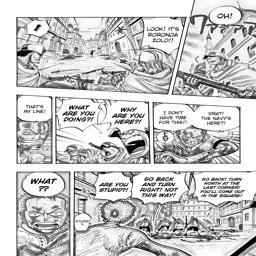 LOOK! IT'S
RORONOA
ZOLO!!
OH!
THAT'S
MY LINE!
WHAT
ARE YOU
DOING?!
WHY
ARE YOU
HERE?!
I DON'T
HAVE TIME
FOR THIS!!
DRAT!
THE NAVY'S
HERE?!
WHAT
??
ARE YOU
STUPID?!
GO BACK AND
TURN
RIGHT! NOT
THIS WAY!
GO BACK! TURN
NORTH AT THE
LAST CORNER!
YOU'LL COME OUT
IN THE SQUARE!